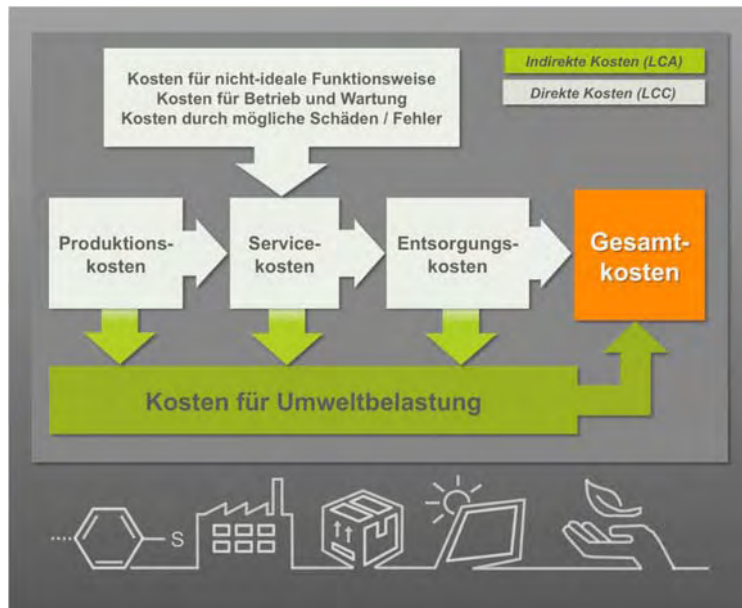 Kosten für nicht-ideale Funktionsweise
Kosten für Betrieb und Wartung
Kosten durch mögliche Schäden / Fehler
Indirekte Kosten (LCA)
Direkte Kosten (LCC)
Produktions-
kosten
Service-
kosten
Entsorgungs-
kosten
Gesamt-
kosten
Kosten für Umweltbelastung
S